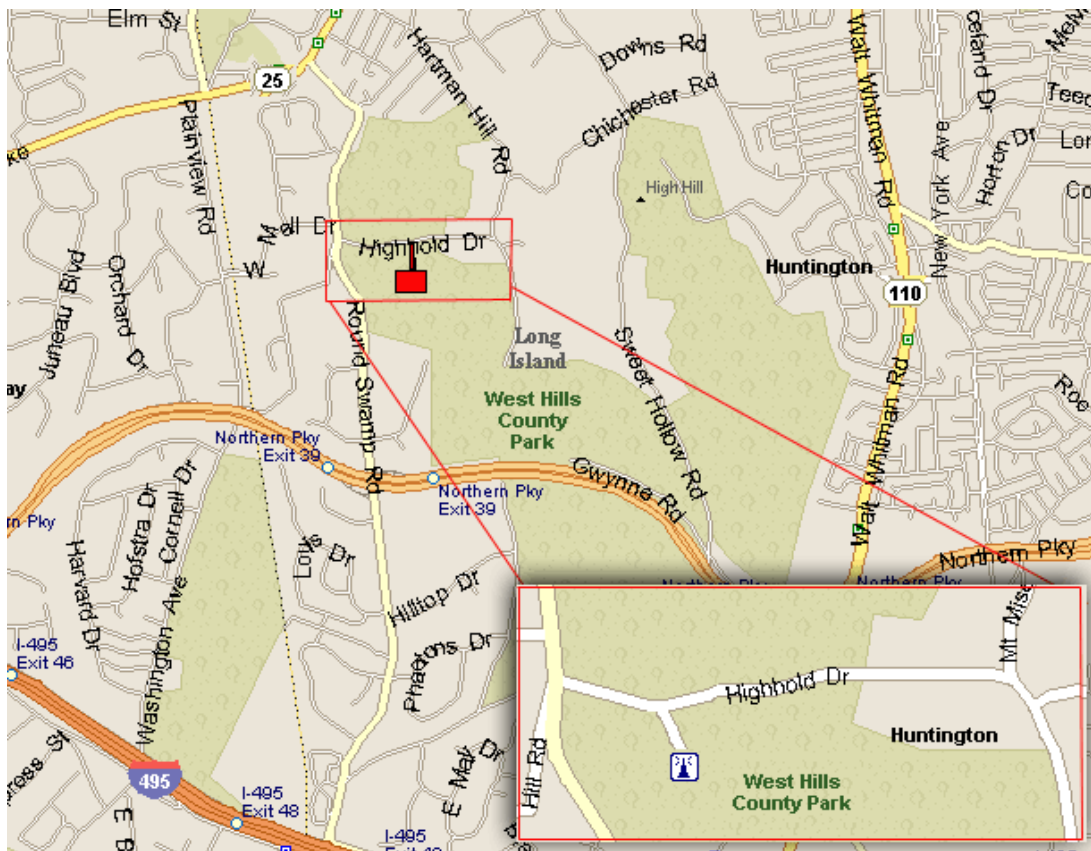 Elm St
25
Plainview Rd
Hartman Hill Rd
Downs Rd
Chichester Rd
Walt Whitman Rd
New York Ave
Horton Dr
High Hill
Mall Dr
W
Highhold Dr
Huntington
110
Juneau Blvd
Orchard Dr
Round Swamp Rd
Long
Island
West Hills
County
Park
Sweet Hollow Rd
Walt Whitman Rd
Northern Pky
Exit 39
Northern Pky
Exit 39
Gwynne Rd
Northern Pky
Northern Pky
Northern Pky
Hofstra Dr
Cornell Dr
Harvard Dr
Washington Ave
Loys Dr
Hilltop Dr
Phaetons Dr
E May Dr
I-495
Exit 46
495
I-495
Exit 48
I-495
Highhold Dr
Huntington
West Hills
County Park
Hill Rd